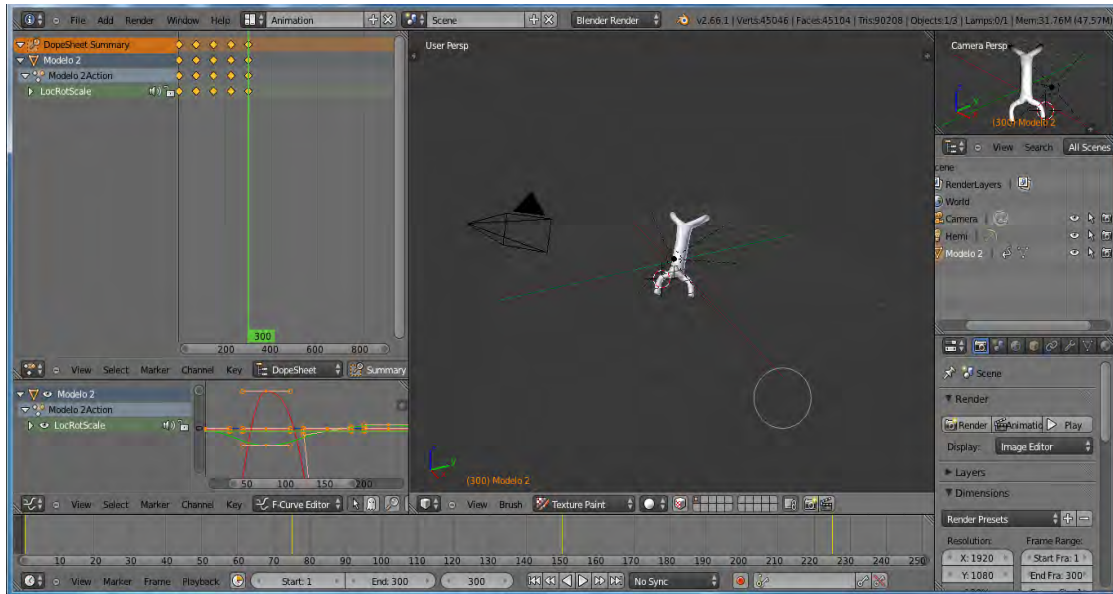 File Add Render Window Help Animation Scene Blender Render v2.66.1 | Verts:45046 | Faces:45104 | Tris:90208 | Objects:1/3 | Lamps:0/1 | Mem:31.76M (47.57M)
DopeSheet Summary
Modelo 2
Modelo 2Action
LocRotScale
300
200 400 600 800
View Select Marker Channel Key DopeSheet Summary
Modelo 2
Modelo 2Action
LocRotScale
50 100 150 200
View Select Marker Channel Key F-Curve Editor
User Persp
y
(300) Modelo 2
View Brush Texture Paint
Camera Persp
y
(300) Modelo 2
View Search All Scenes
cene
RenderLayers |
World
Camera |
Hemi |
Modelo 2 |
Scene
Render
Render Animatic Play
Display: Image Editor
Layers
Dimensions
Render Presets
Resolution: Frame Range:
X: 1920 Start Fra: 1
Y: 1080 End Fra: 300
10 20 30 40 50 60 70 80 90 100 110 120 130 140 150 160 170 180 190 200 210 220 230 240 250
View Marker Frame Playback Start: 1 End: 300 300 No Sync